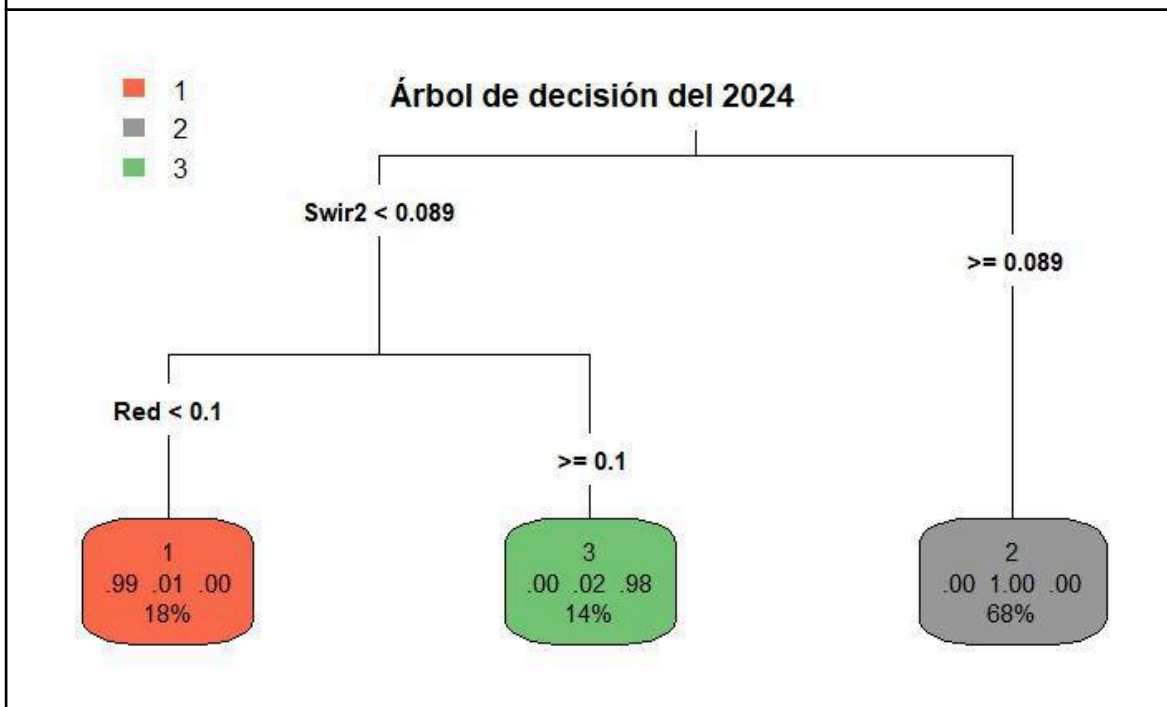 1
2
3
Árbol de decisión del 2024
Swir2 < 0.089
>= 0.089
Red < 0.1
>= 0.1
1
.99 .01 .00
18%
3
.00 .02 .98
14%
2
.00 1.00 .00
68%